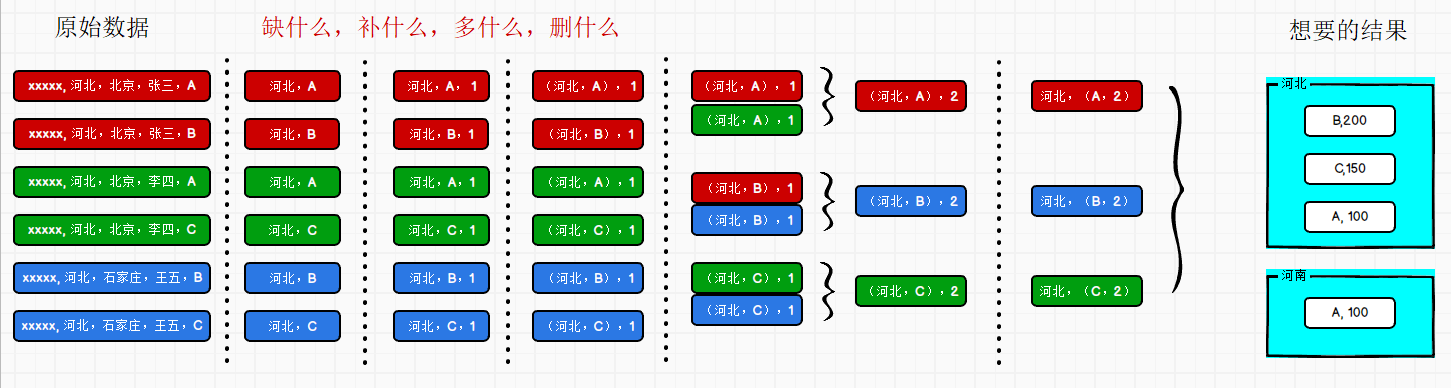 原始数据
缺什么，补什么，多什么，删什么
想要的结果
xxxxx, 河北，北京，张三，A
xxxxx, 河北，北京，张三，B
xxxxx, 河北，北京，李四，A
xxxxx, 河北，北京，李四，C
xxxxx, 河北，石家庄，王五，B
xxxxx, 河北，石家庄，王五，C
河北，A
河北，B
河北，A
河北，C
河北，B
河北，C
河北，A，1
河北，B，1
河北，A，1
河北，C，1
河北，B，1
河北，C，1
（河北，A），1
（河北，B），1
（河北，A），1
（河北，C），1
（河北，B），1
（河北，C），1
（河北，A），1
（河北，A），1
（河北，B），1
（河北，B），1
（河北，C），1
（河北，C），1
（河北，A），2
（河北，B），2
（河北，C），2
河北，（A，2）
河北，（B，2）
河北，（C，2）
河北
B,200
C,150
A, 100
河南
A, 100